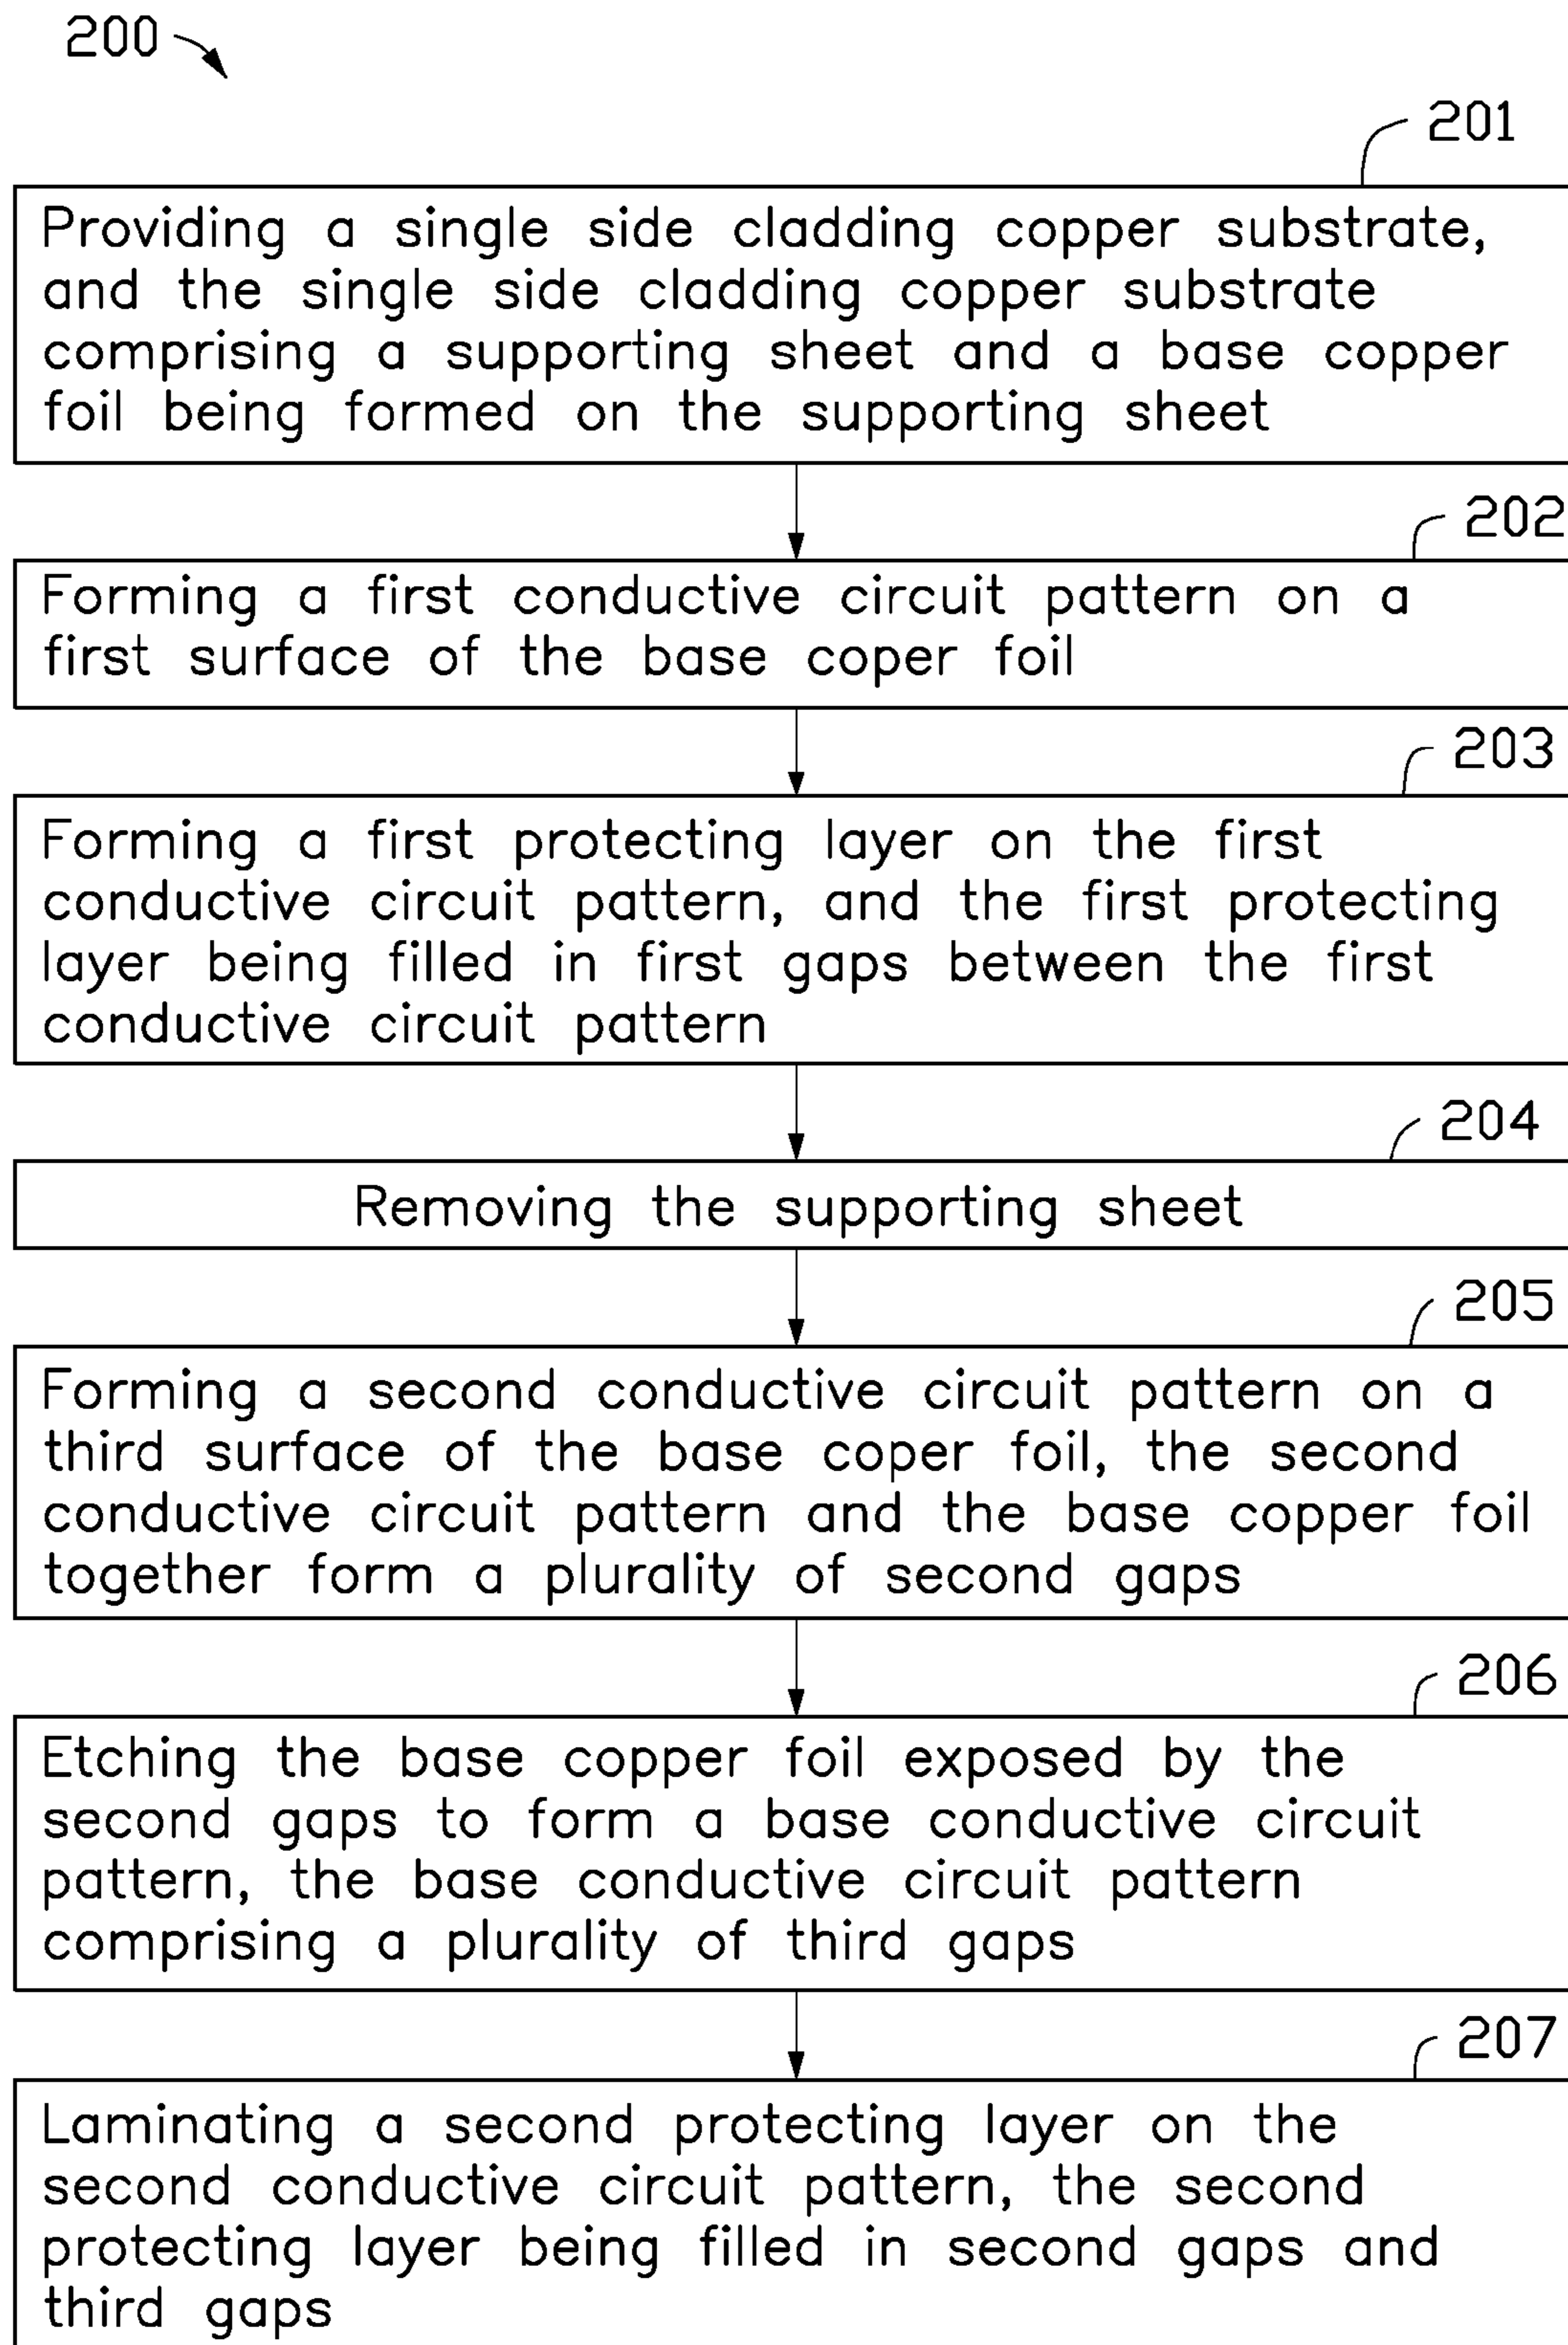 200
201
Providing a single side cladding copper substrate,
and the single side cladding copper substrate
comprising a supporting sheet and a base copper
foil being formed on the supporting sheet
202
Forming a first conductive circuit pattern on a
first surface of the base coper foil
203
Forming a first protecting layer on the first
conductive circuit pattern, and the first protecting
layer being filled in first gaps between the first
conductive circuit pattern
204
Removing the supporting sheet
205
Forming a second conductive circuit pattern on a
third surface of the base coper foil, the second
conductive circuit pattern and the base copper foil
together form a plurality of second gaps
206
Etching the base copper foil exposed by the
second gaps to form a base conductive circuit
pattern, the base conductive circuit pattern
comprising a plurality of third gaps
207
Laminating a second protecting layer on the
second conductive circuit pattern, the second
protecting layer being filled in second gaps and
third gaps